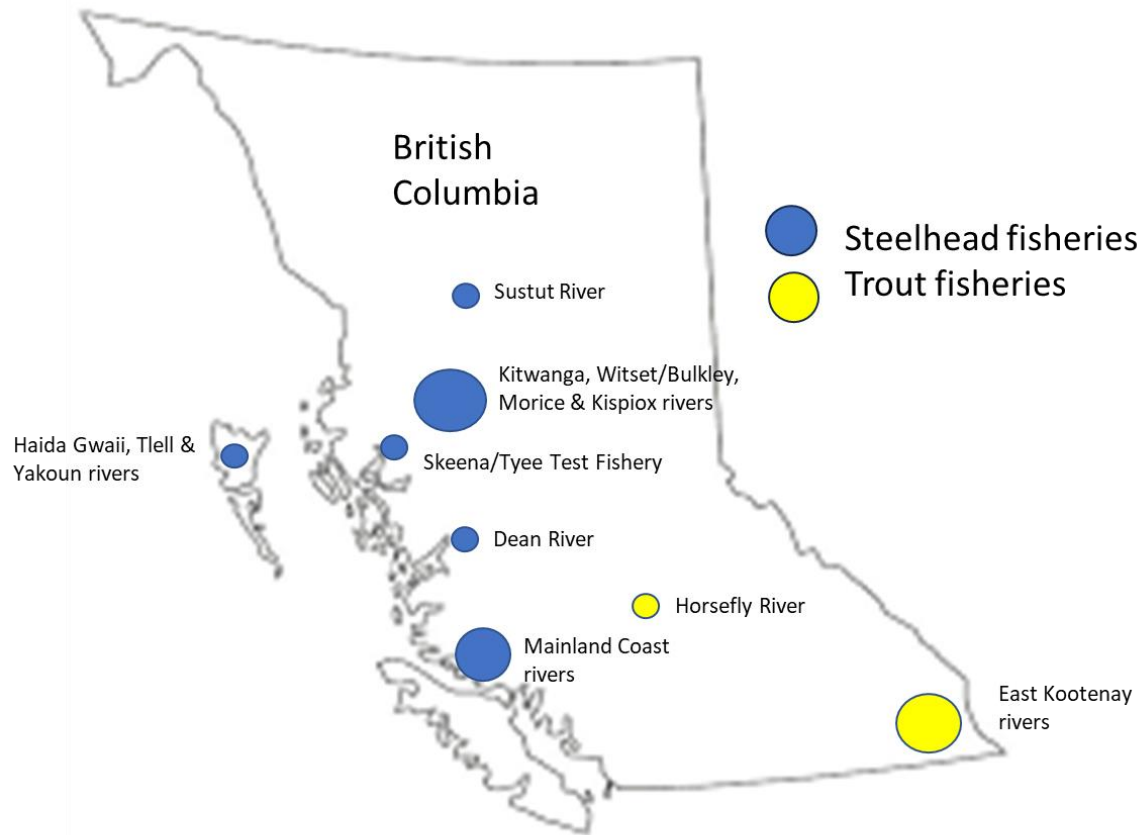 British
Columbia
Steelhead fisheries
Trout fisheries
Sustut River
Kitwanga, Witset/Bulkley,
Morice & Kispiox rivers
Haida Gwaii, Tlell &
Yakoun rivers
Skeena/Tyee Test Fishery
Dean River
Horsefly River
Mainland Coast
rivers
East Kootenay
rivers